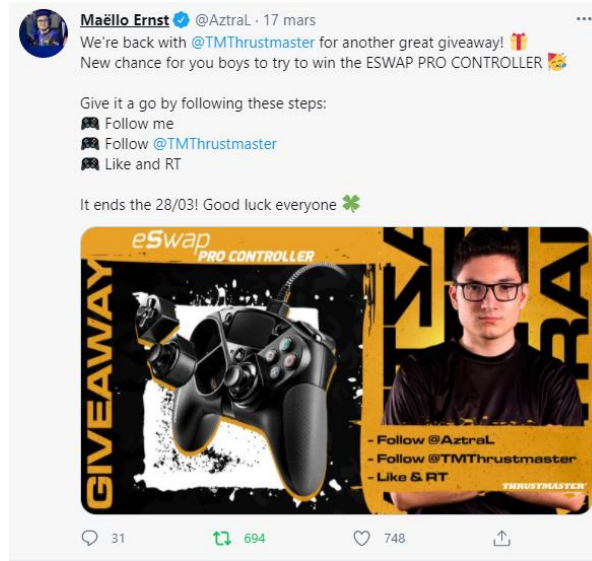 Maëllo Ernst @AztraL · 17 mars
We're back with @TMThrustmaster for another great giveaway!
New chance for you boys to try to win the ESWAP PRO CONTROLLER
Give it a go by following these steps:
Follow me
Follow @TMThrustmaster
Like and RT
It ends the 28/03! Good luck everyone
eSwap
PRO CONTROLLER
GIVEAWAY
- Follow @AztraL
- Follow @TMThrustmaster
- Like & RT
THRUSTMASTER
31 694 748